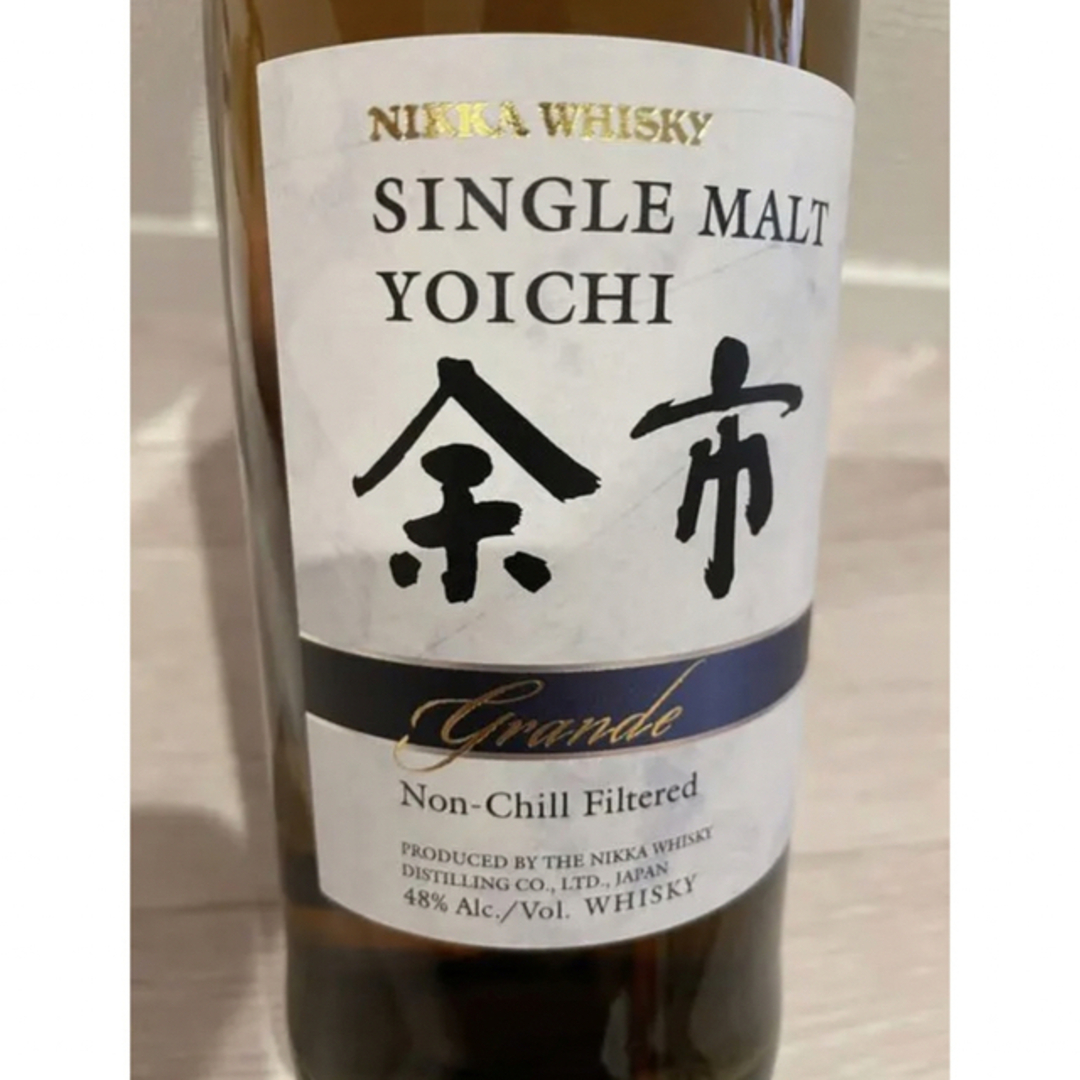 NIKKA WHISKY
SINGLE MALT
YOICHI
余市
Grande
Non-Chill Filtered
PRODUCED BY THE NIKKA WHISKY
DISTILLING CO., LTD., JAPAN
48% Alc./Vol. WHISKY